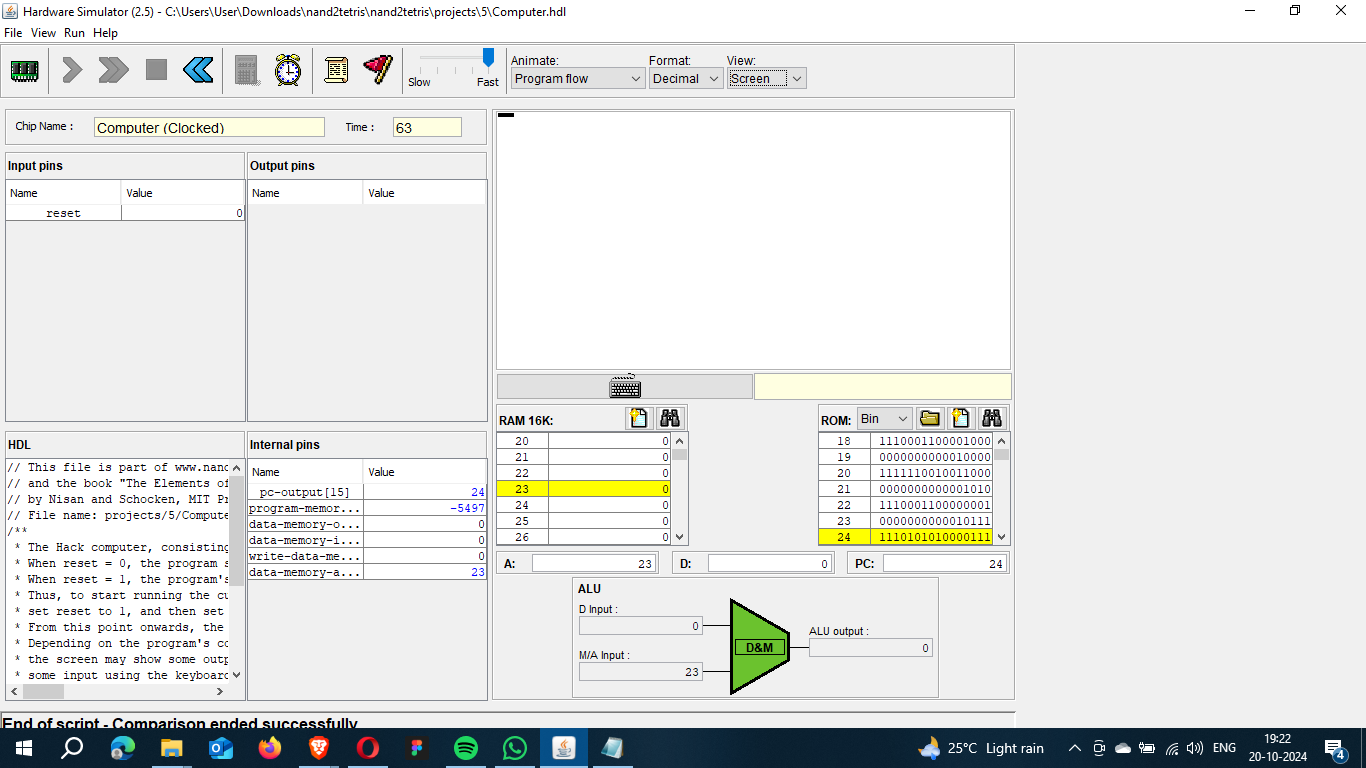 Hardware Simulator (2.5) - C:\Users\User\Downloads\nand2tetris\nand2tetris\projects\5\Computer.hdl
File View Run Help
Slow Fast
Animate:
Program flow
Format:
Decimal
View:
Screen
Chip Name :
Computer (Clocked)
Time :
63
Input pins
Name Value
reset 0
Output pins
Name Value
HDL
// This file is part of www.nand
// and the book "The Elements of
// by Nisan and Schocken, MIT Pr
// File name: projects/5/Compute
/**
* The Hack computer, consisting
* When reset = 0, the program s
* When reset = 1, the program's
* Thus, to start running the cu
* set reset to 1, and then set
* From this point onwards, the
* Depending on the program's co
* the screen may show some outp
* some input using the keyboard
Internal pins
Name Value
pc-output[15] 24
program-memor... -5497
data-memory-o... 0
data-memory-i... 0
write-data-me... 0
data-memory-a... 23
RAM 16K:
20 0
21 0
22 0
23 0
24 0
25 0
26 0
ROM: Bin
18 1110001100001000
19 0000000000010000
20 1111110010011000
21 0000000000001010
22 1110001100000001
23 0000000000010111
24 1110101010000111
A: 23
D: 0
PC: 24
ALU
D Input :
0
M/A Input :
23
D&M
ALU output :
0
End of script - Comparison ended successfully
25°C Light rain
ENG
19:22
20-10-2024
4